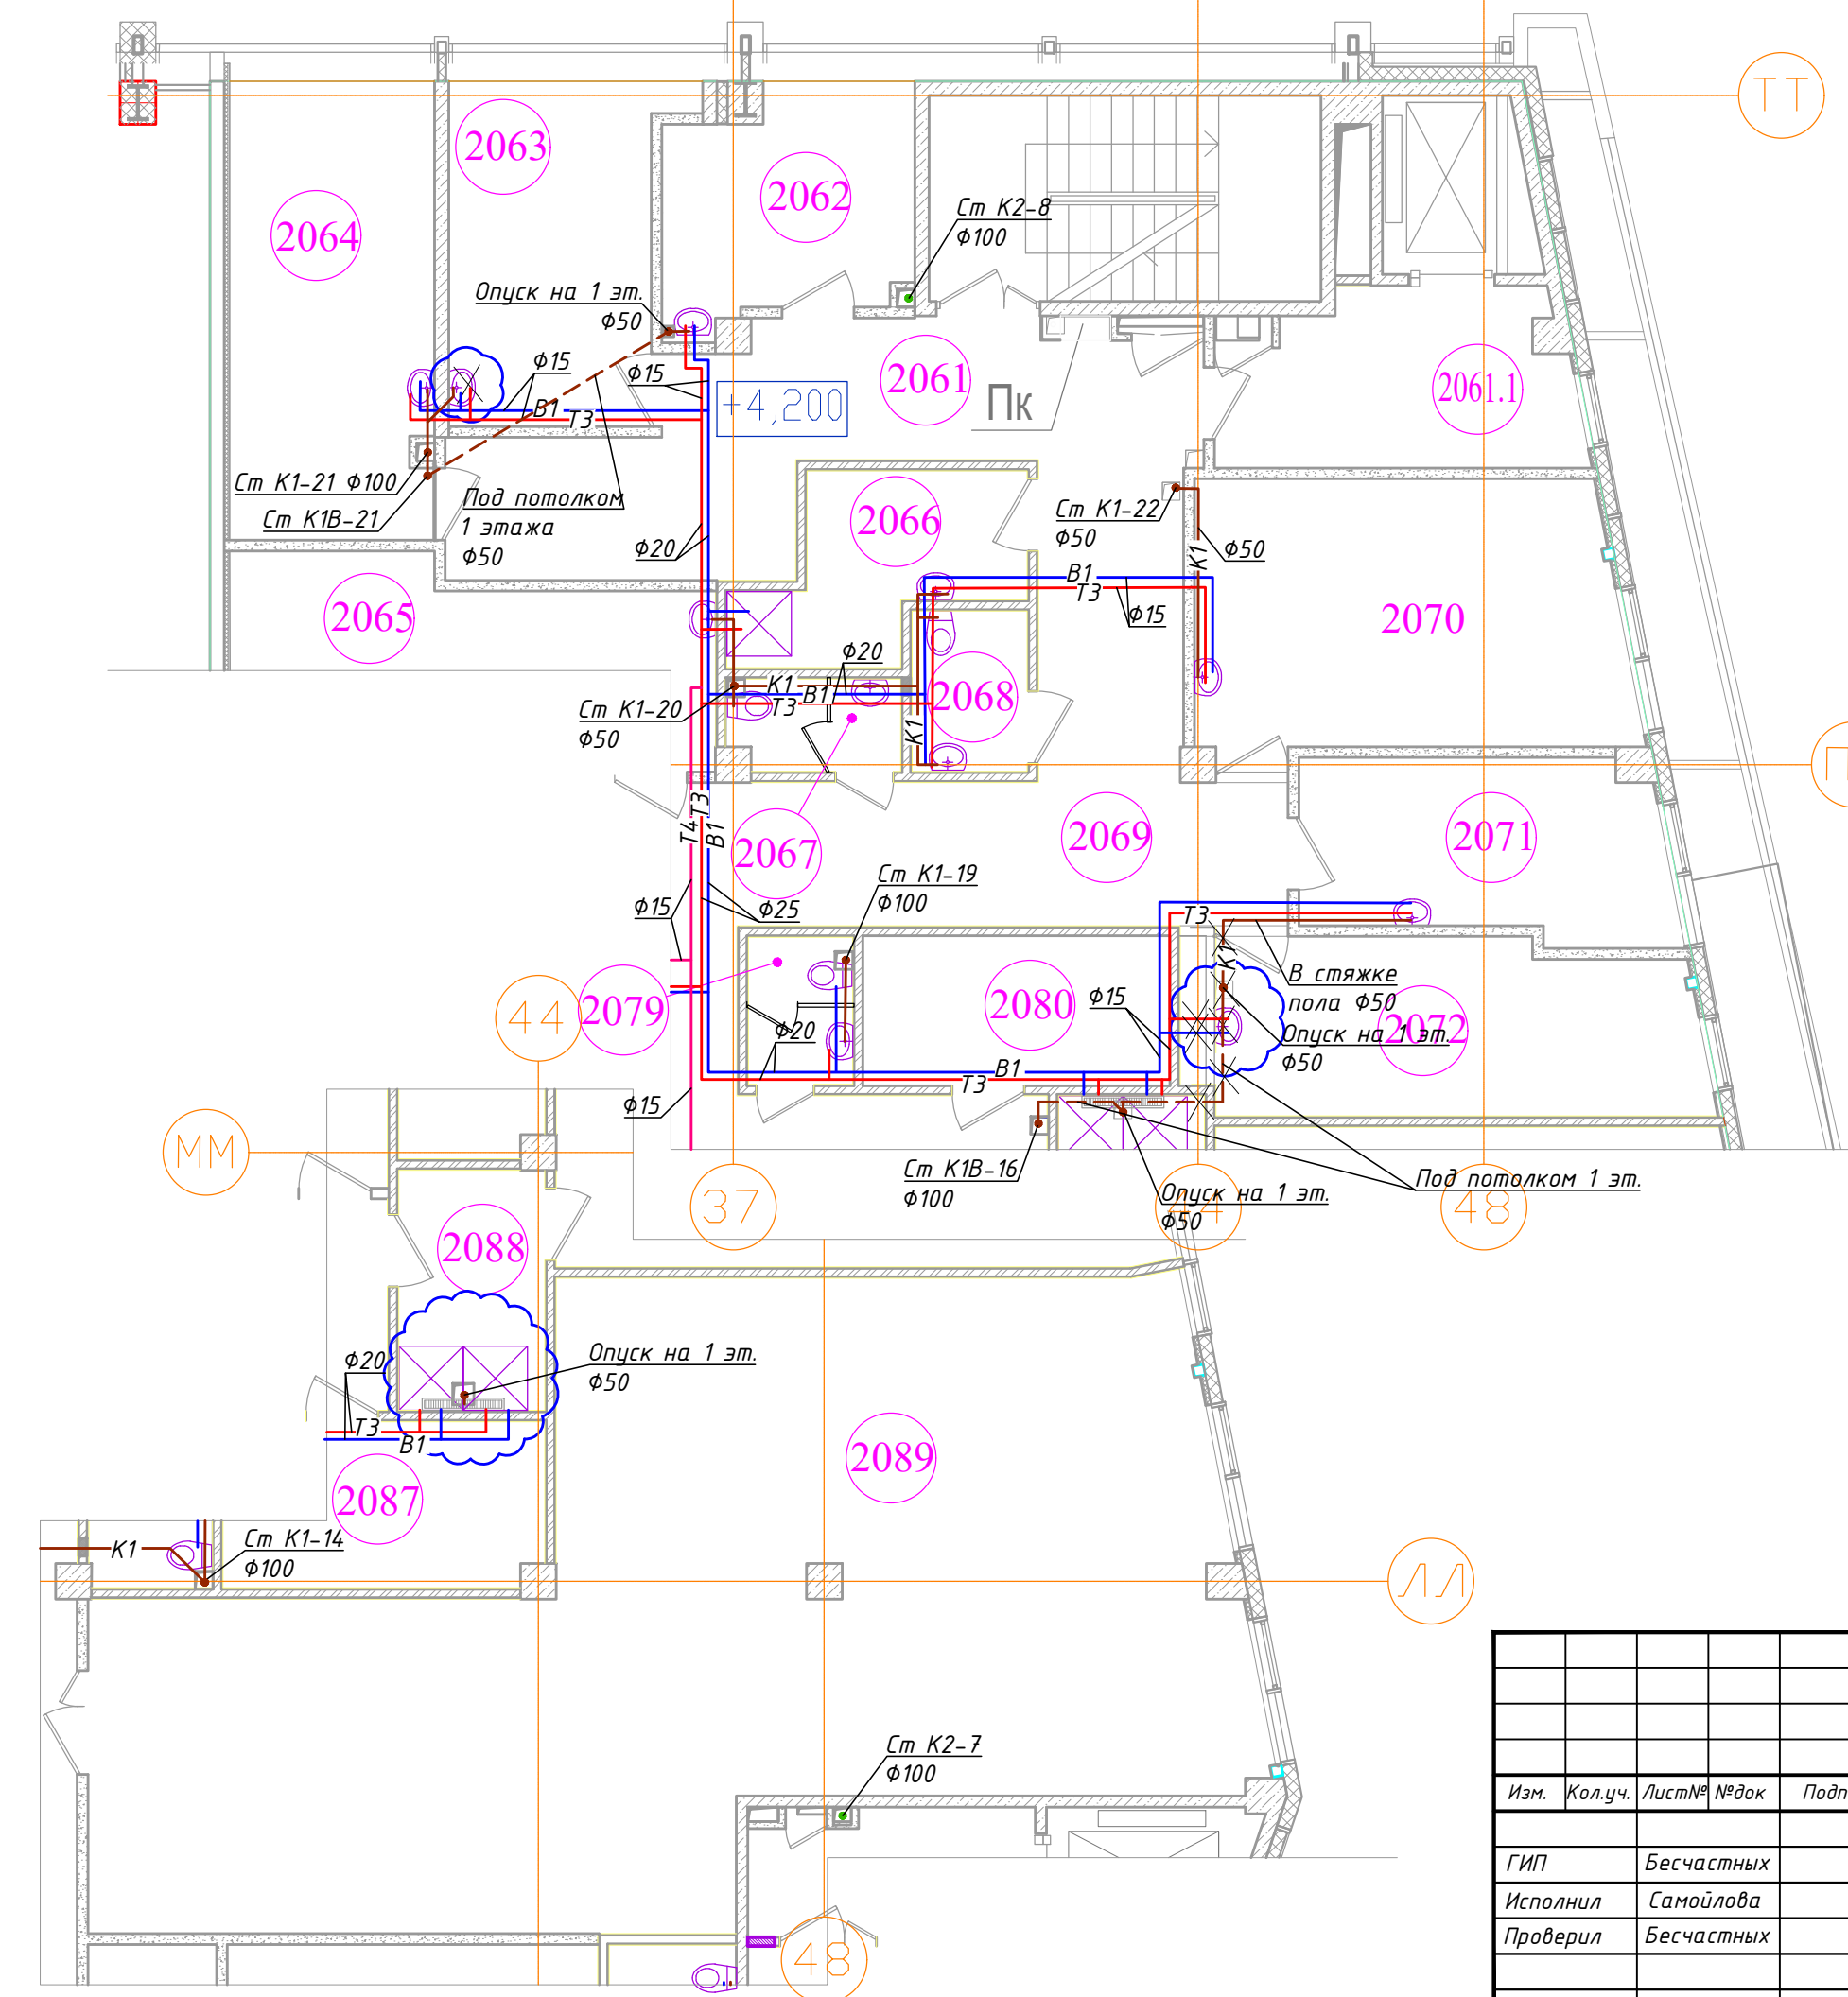 ТТ
2063
2062
2064
Ст К2-8
Ф100
Опуск на 1 эт.
Ф50
Ф15
Ф15
2061
2061.1
+4,200
Пк
В1
Т3
Ст К1-21 Ф100
Ст К1В-21
Под потолком
1 этажа
Ф50
2066
Ст К1-22
Ф50
Ф20
К1
Ф50
В1
Т3
Ф15
2065
2070
Ф20
К1
В1
Т3
2068
Ст К1-20
Ф50
К1
Т3
Т4
В1
2067
2069
2071
Ст К1-19
Ф100
Ф15
Ф25
Т3
К1
В стяжке
пола Ф50
2079
2080
Ф15
2072
Опуск на 1 эт.
Ф50
44
Ф20
В1
Т3
Ф15
ММ
Ст К1В-16
Ф100
Под потолком 1 эт.
Опуск на 1 эт.
Ф50
37
44
48
2088
Опуск на 1 эт.
Ф50
Ф20
Т3
В1
2089
2087
К1
Ст К1-14
Ф100
ЛЛ
Ст К2-7
Ф100
48
Изм. Кол.уч. Лист №док Подп
ГИП Бесчастных
Исполнил Самойлова
Проверил Бесчастных